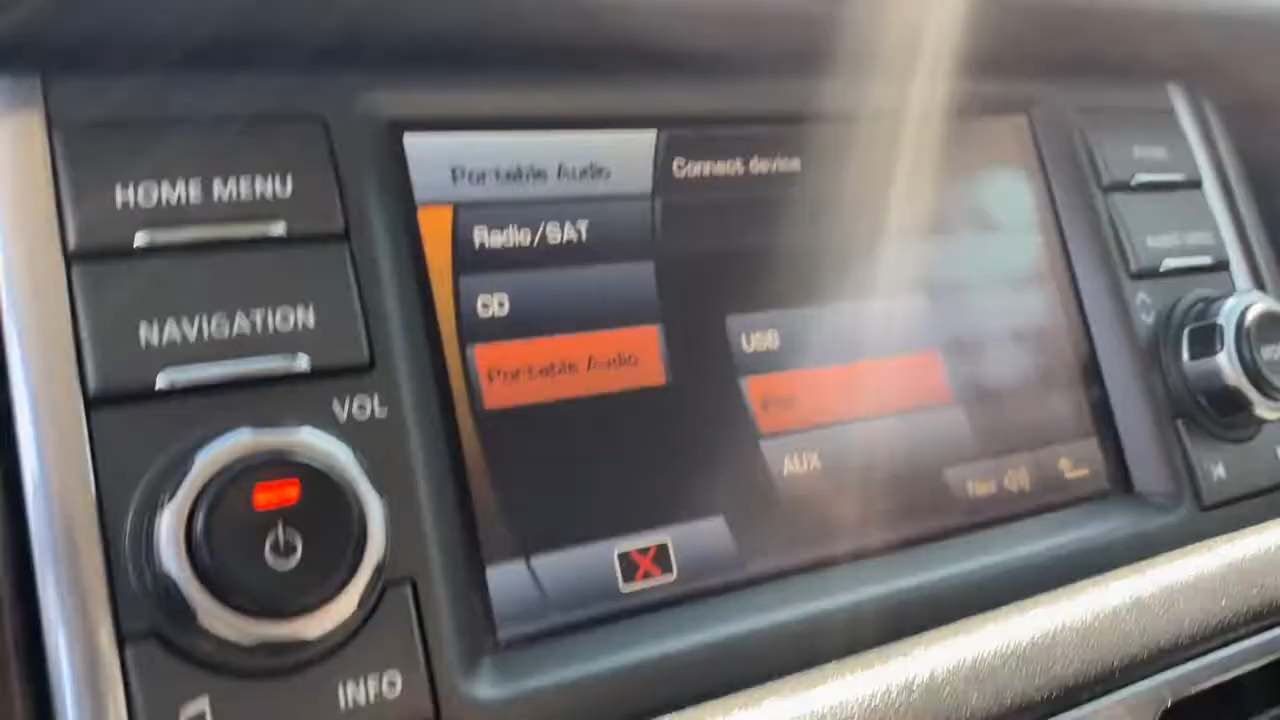 HOME MENU
NAVIGATION
VOL
INFO
Portable Audio
Connect device
Radio/SAT
CD
Portable Audio
USB
AUX